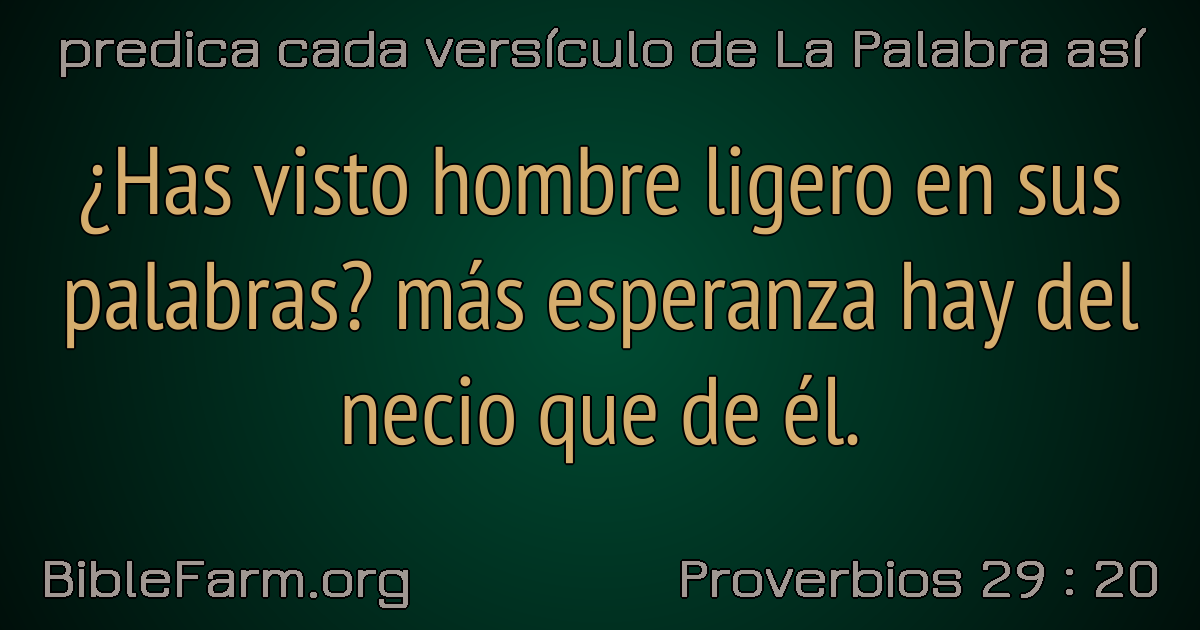 predica cada versículo de La Palabra así
¿Has visto hombre ligero en sus
palabras? más esperanza hay del
necio que de él.
BibleFarm.org
Proverbios 29 : 20